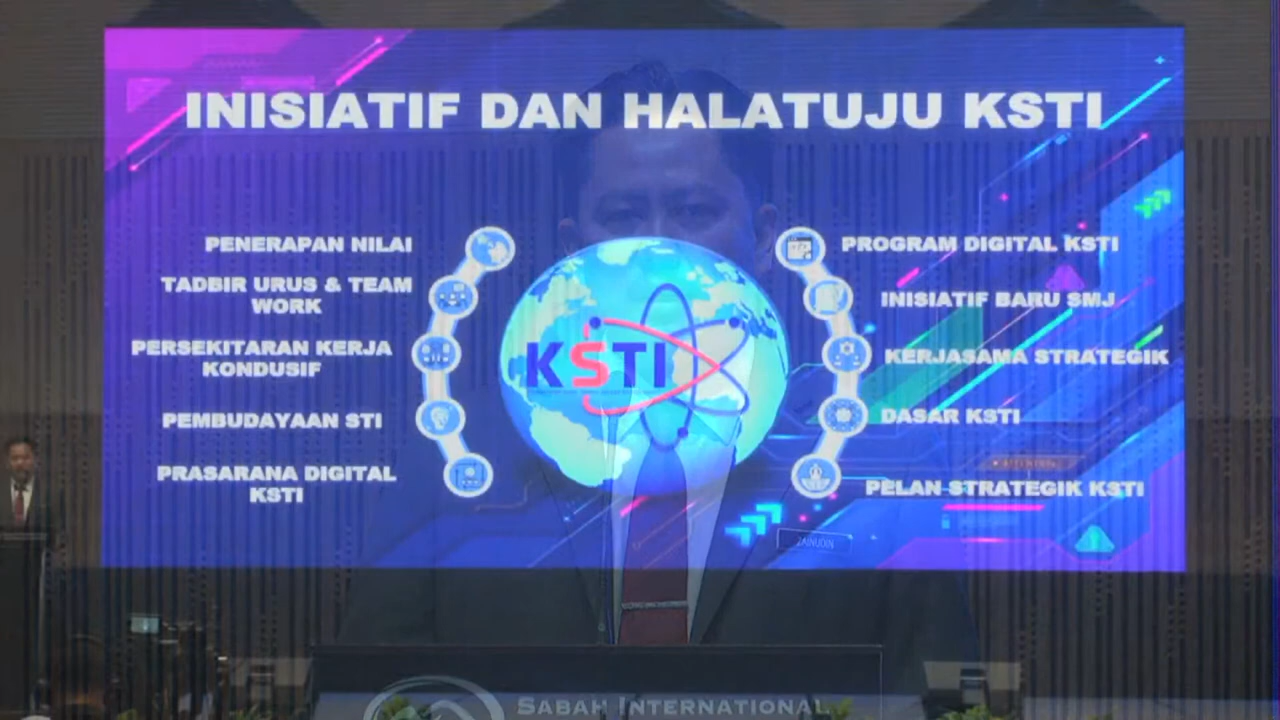 INISIATIF DAN HALATUJU KSTI
PENERAPAN NILAI
TADBIR URUS & TEAM
WORK
PERSEKITARAN KERJA
KONDUSIF
PEMBUDAYAAN STI
PRASARANA DIGITAL
KSTI
KSTI
PROGRAM DIGITAL KSTI
INISIATIF BARU SMJ
KERJASAMA STRATEGIK
DASAR KSTI
PELAN STRATEGIK KSTI
ZAINUDIN
SABAH INTERNATIONAL